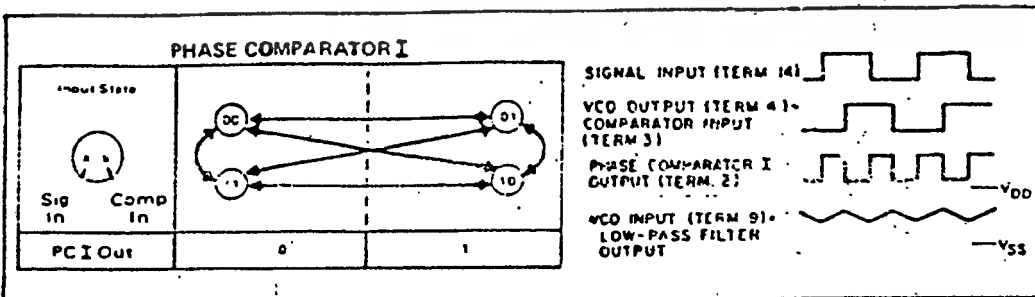 PHASE COMPARATOR I
Input State
00
01
a b
11
10
Sig In
Comp In
PC I Out
0
1
SIGNAL INPUT (TERM 14)
VCO OUTPUT (TERM 4)=
COMPARATOR INPUT
(TERM 3)
PHASE COMPARATOR I
OUTPUT (TERM. 2)
VDD
VCO INPUT (TERM 9)=
LOW-PASS FILTER
OUTPUT
VSS